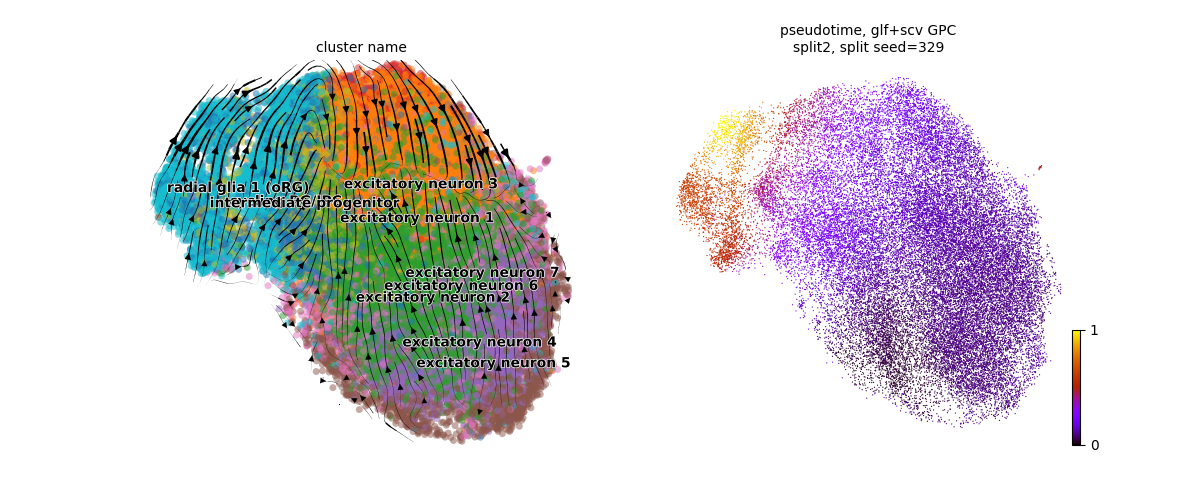 cluster name
pseudotime, glf+scv GPC
split2, split seed=329
excitatory neuron 3
radial glia 1 (oRG)
intermediate progenitor
excitatory neuron 1
excitatory neuron 7
excitatory neuron 6
excitatory neuron 2
excitatory neuron 4
excitatory neuron 5
1
0